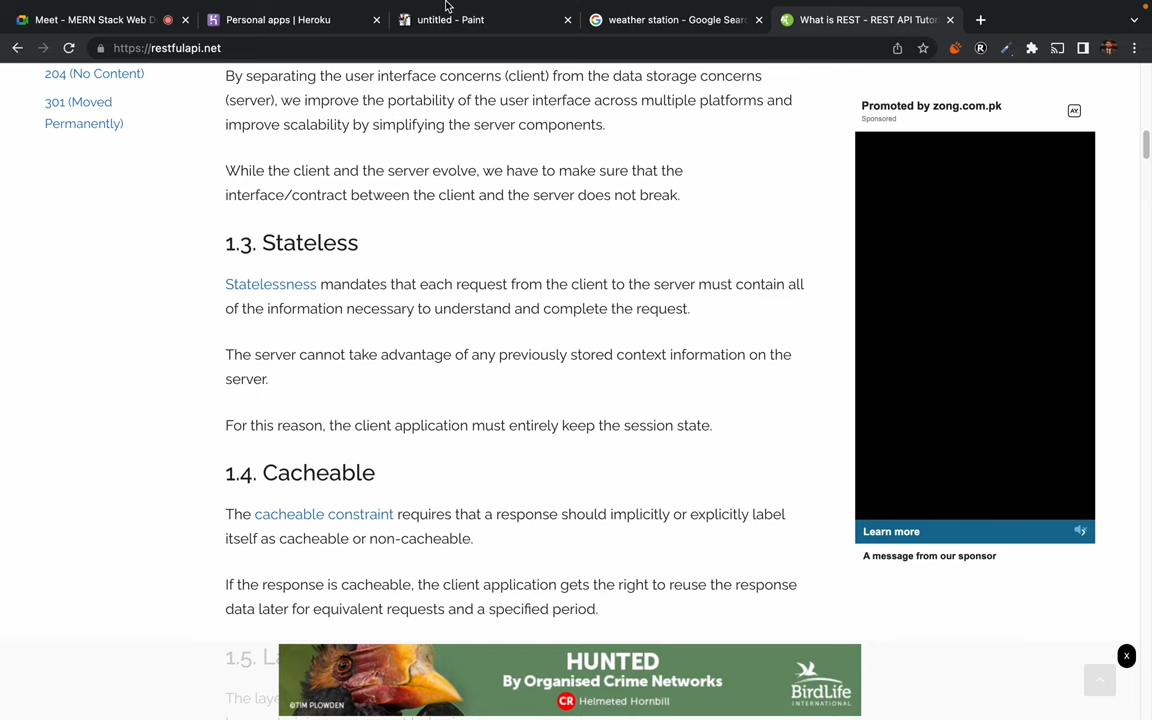 Meet - MERN Stack Web D
Personal apps | Heroku
untitled - Paint
weather station - Google Sear
What is REST - REST API Tutor
https://restfulapi.net
204 (No Content)
301 (Moved
Permanently)
By separating the user interface concerns (client) from the data storage concerns
(server), we improve the portability of the user interface across multiple platforms and
improve scalability by simplifying the server components.
While the client and the server evolve, we have to make sure that the
interface/contract between the client and the server does not break.
1.3. Stateless
Statelessness mandates that each request from the client to the server must contain all
of the information necessary to understand and complete the request.
The server cannot take advantage of any previously stored context information on the
server.
For this reason, the client application must entirely keep the session state.
1.4. Cacheable
The cacheable constraint requires that a response should implicitly or explicitly label
itself as cacheable or non-cacheable.
If the response is cacheable, the client application gets the right to reuse the response
data later for equivalent requests and a specified period.
1.5. La
The laye
Promoted by zong.com.pk
Sponsored
AY
Learn more
A message from our sponsor
HUNTED
By Organised Crime Networks
CR Helmeted Hornbill
©TIM PLOWDEN
BirdLife
INTERNATIONAL
X